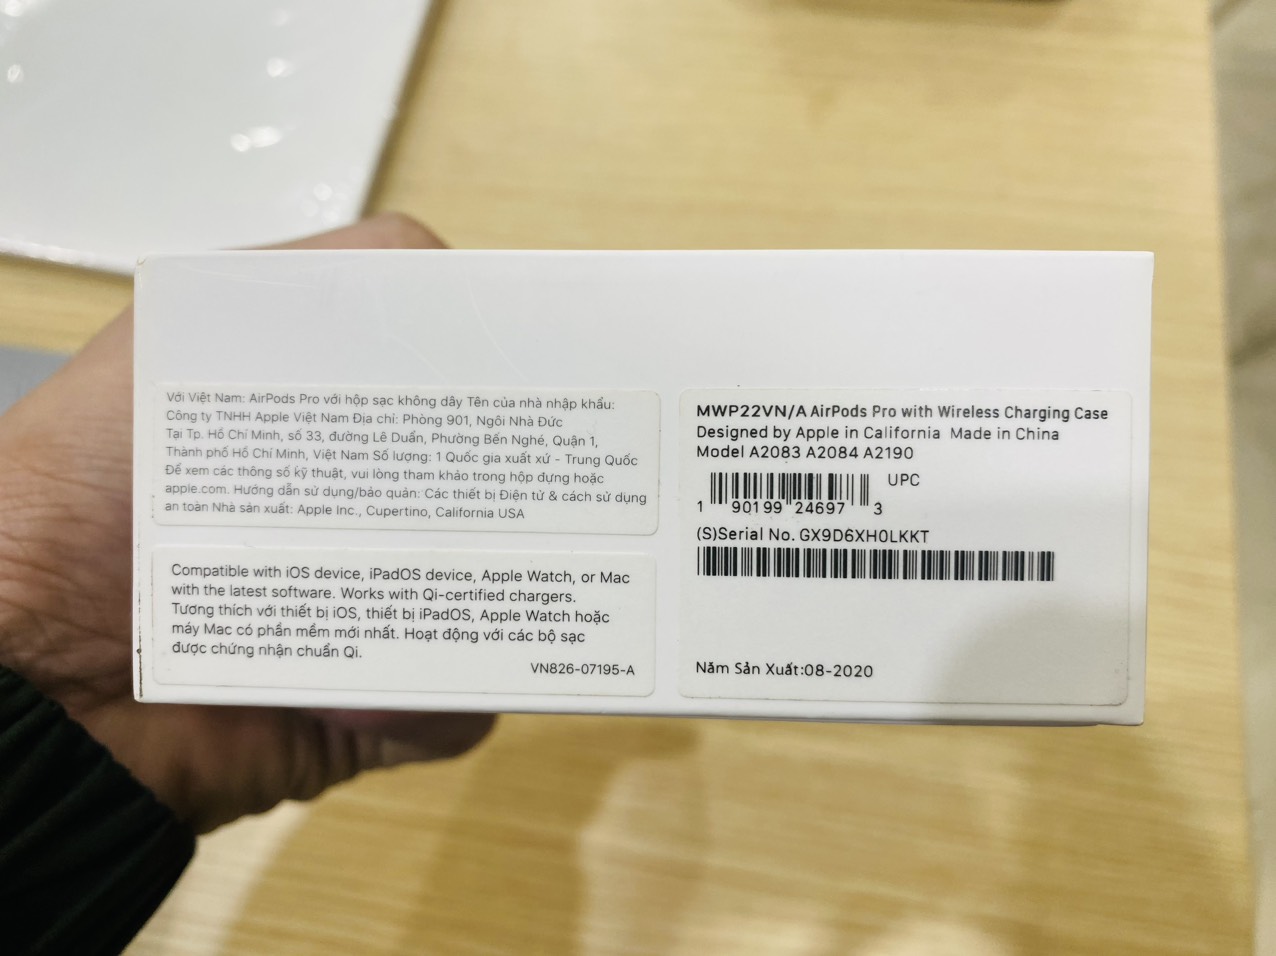 Với Việt Nam: AirPods Pro với hộp sạc không dây Tên của nhà nhập khẩu:
Công ty TNHH Apple Việt Nam Địa chỉ: Phòng 901, Ngôi Nhà Đức
Tại Tp. Hồ Chí Minh, số 33, đường Lê Duẩn, Phường Bến Nghé, Quận 1,
Thành phố Hồ Chí Minh, Việt Nam Số lượng: 1 Quốc gia xuất xứ - Trung Quốc
Để xem các thông số kỹ thuật, vui lòng tham khảo trong hộp đựng hoặc
apple.com. Hướng dẫn sử dụng/bảo quản: Các thiết bị Điện tử & cách sử dụng
an toàn Nhà sản xuất: Apple Inc., Cupertino, California USA
Compatible with iOS device, iPadOS device, Apple Watch, or Mac
with the latest software. Works with Qi-certified chargers.
Tương thích với thiết bị iOS, thiết bị iPadOS, Apple Watch hoặc
máy Mac có phần mềm mới nhất. Hoạt động với các bộ sạc
được chứng nhận chuẩn Qi.
VN826-07195-A
MWP22VN/A AirPods Pro with Wireless Charging Case
Designed by Apple in California Made in China
Model A2083 A2084 A2190
UPC
1 90199 24697 3
(S)Serial No. GX9D6XH0LKKT
Năm Sản Xuất:08-2020